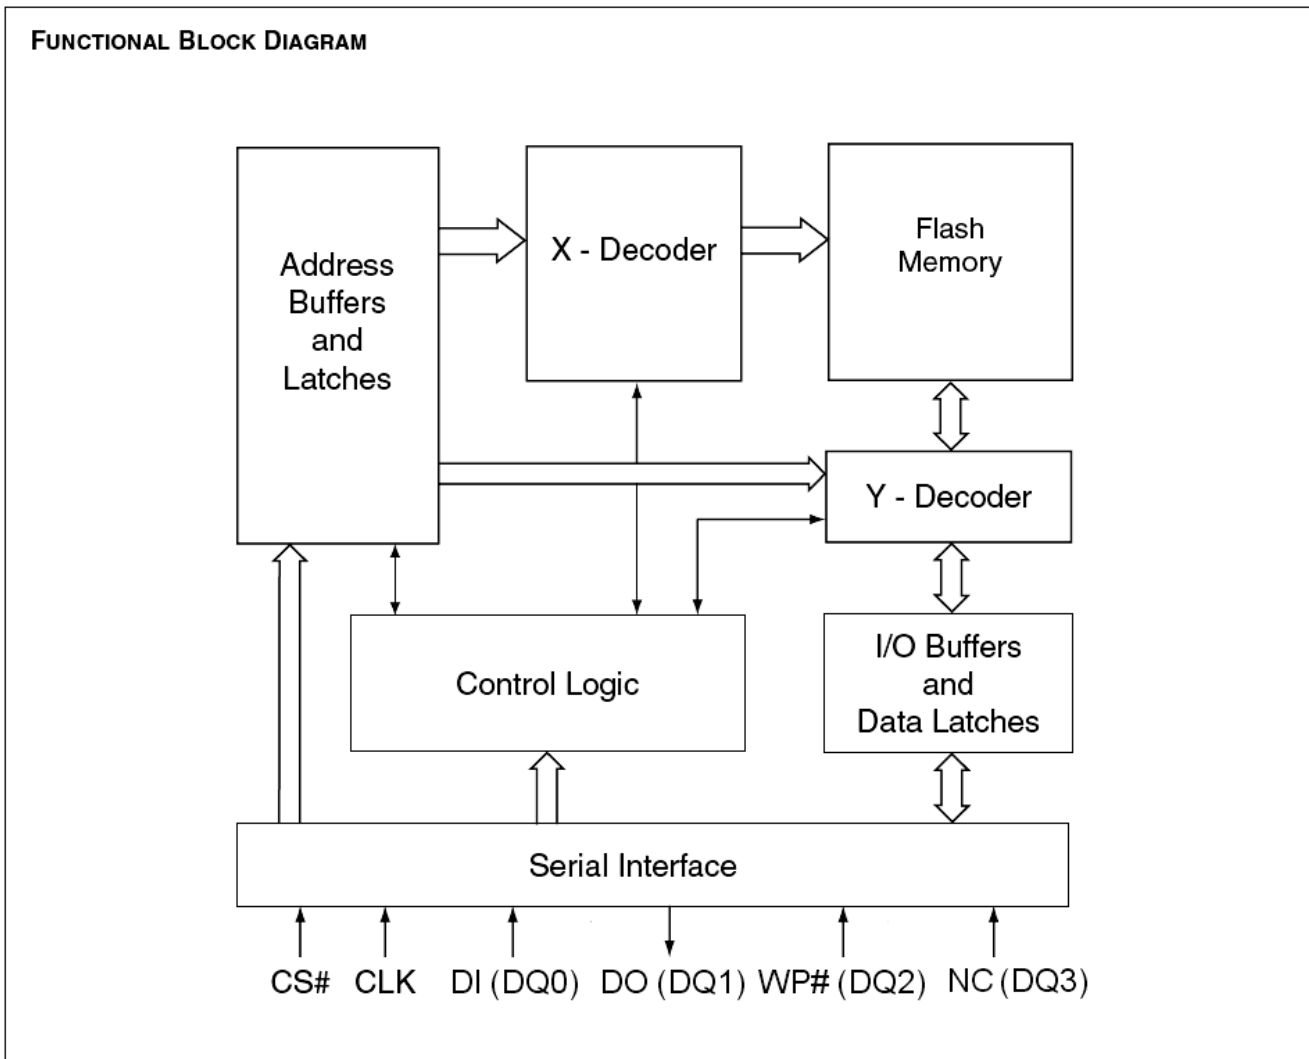 FUNCTIONAL BLOCK DIAGRAM
Address
Buffers
and
Latches
X - Decoder
Flash
Memory
Y - Decoder
Control Logic
I/O Buffers
and
Data Latches
Serial Interface
CS# CLK DI (DQ0) DO (DQ1) WP# (DQ2) NC (DQ3)